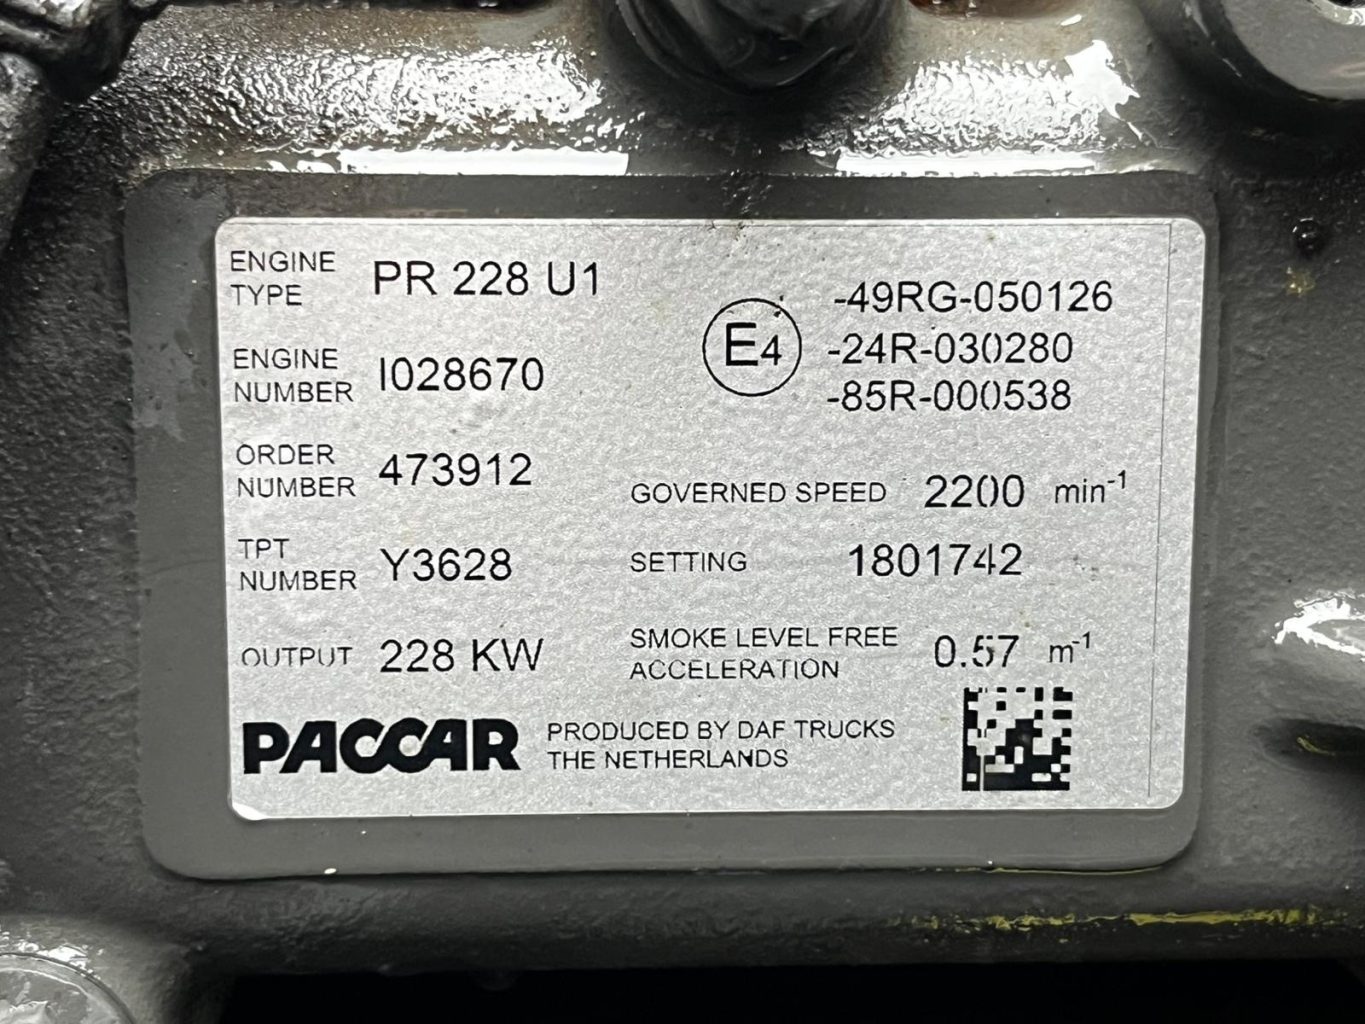 ENGINE TYPE PR 228 U1
ENGINE NUMBER I028670
ORDER NUMBER 473912
TPT NUMBER Y3628
OUTPUT 228 KW
E4
-49RG-050126
-24R-030280
-85R-000538
GOVERNED SPEED 2200 min⁻¹
SETTING 1801742
SMOKE LEVEL FREE ACCELERATION 0.57 m⁻¹
PACCAR
PRODUCED BY DAF TRUCKS
THE NETHERLANDS